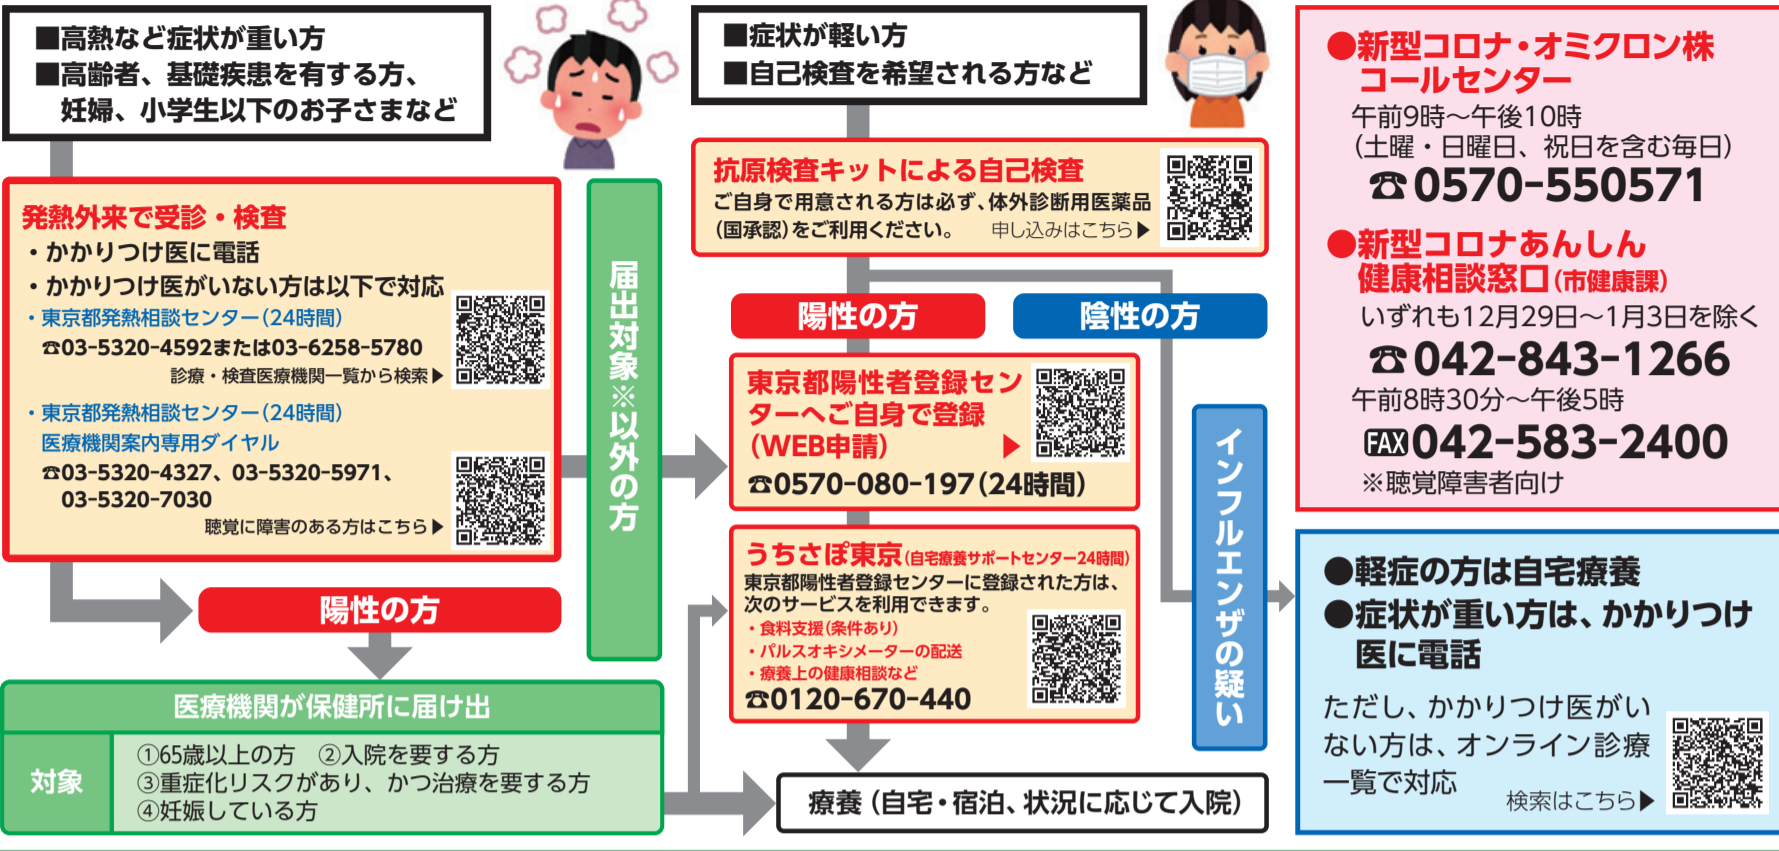 ■高熱など症状が重い方
■高齢者、基礎疾患を有する方、
妊婦、小学生以下のお子さまなど
発熱外来で受診・検査
・かかりつけ医に電話
・かかりつけ医がいない方は以下で対応
・東京都発熱相談センター(24時間)
☎03-5320-4592または03-6258-5780
診療・検査医療機関一覧から検索▶
・東京都発熱相談センター(24時間)
医療機関案内専用ダイヤル
☎03-5320-4327、03-5320-5971、
03-5320-7030
聴覚に障害のある方はこちら▶
陽性の方
医療機関が保健所に届け出
対象
①65歳以上の方 ②入院を要する方
③重症化リスクがあり、かつ治療を要する方
④妊娠している方
届出対象※以外の方
■症状が軽い方
■自己検査を希望される方など
抗原検査キットによる自己検査
ご自身で用意される方は必ず、体外診断用医薬品
(国承認)をご利用ください。 申し込みはこちら▶
陽性の方
陰性の方
東京都陽性者登録セン
ターへご自身で登録
(WEB申請) ▶
☎0570-080-197(24時間)
うちさぽ東京(自宅療養サポートセンター24時間)
東京都陽性者登録センターに登録された方は、
次のサービスを利用できます。
・食料支援(条件あり)
・パルスオキシメーターの配送
・療養上の健康相談など
☎0120-670-440
療養(自宅・宿泊、状況に応じて入院)
インフルエンザの疑い
●新型コロナ・オミクロン株
コールセンター
午前9時～午後10時
(土曜・日曜日、祝日を含む毎日)
☎0570-550571
●新型コロナあんしん
健康相談窓口(市健康課)
いずれも12月29日～1月3日を除く
☎042-843-1266
午前8時30分～午後5時
FAX042-583-2400
※聴覚障害者向け
●軽症の方は自宅療養
●症状が重い方は、かかりつけ
医に電話
ただし、かかりつけ医がい
ない方は、オンライン診療
一覧で対応
検索はこちら▶